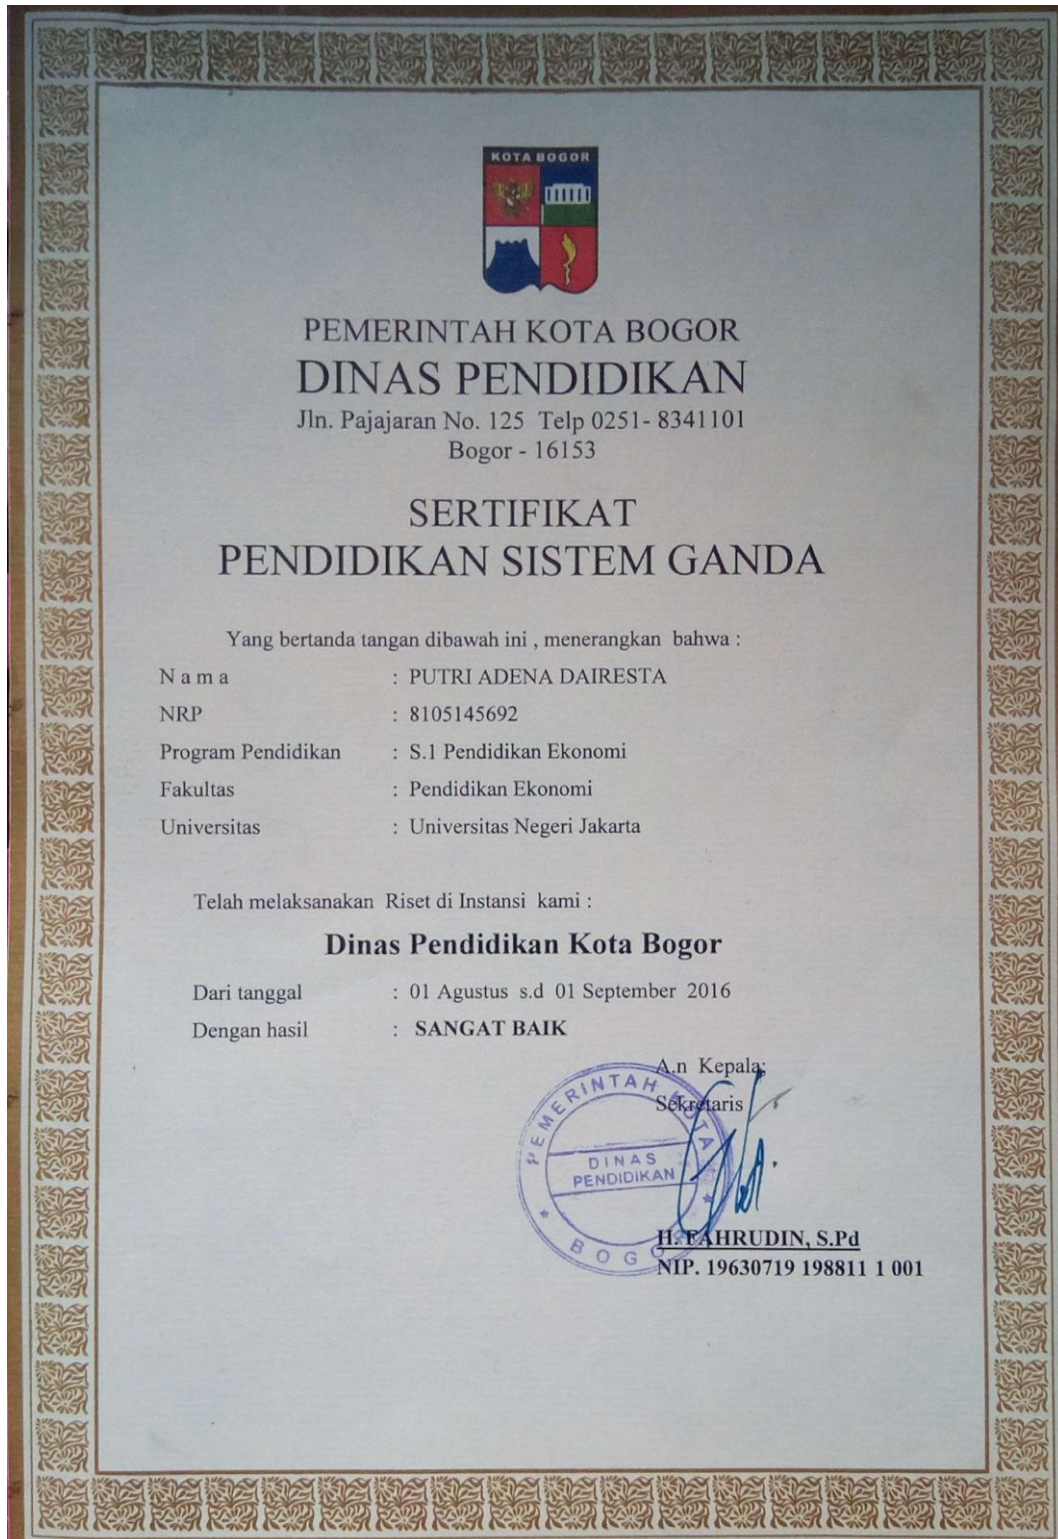 KOTA BOGOR
PEMERINTAH KOTA BOGOR
DINAS PENDIDIKAN
Jln. Pajajaran No. 125 Telp 0251- 8341101
Bogor - 16153
SERTIFIKAT
PENDIDIKAN SISTEM GANDA
Yang bertanda tangan dibawah ini , menerangkan bahwa :
N a m a : PUTRI ADENA DAIRESTA
NRP : 8105145692
Program Pendidikan : S.1 Pendidikan Ekonomi
Fakultas : Pendidikan Ekonomi
Universitas : Universitas Negeri Jakarta
Telah melaksanakan Riset di Instansi kami :
Dinas Pendidikan Kota Bogor
Dari tanggal : 01 Agustus s.d 01 September 2016
Dengan hasil : SANGAT BAIK
A.n Kepala;
Sekretaris
PEMERINTAH KOTA
DINAS
PENDIDIKAN
BOGOR
H. FAHRUDIN, S.Pd
NIP. 19630719 198811 1 001